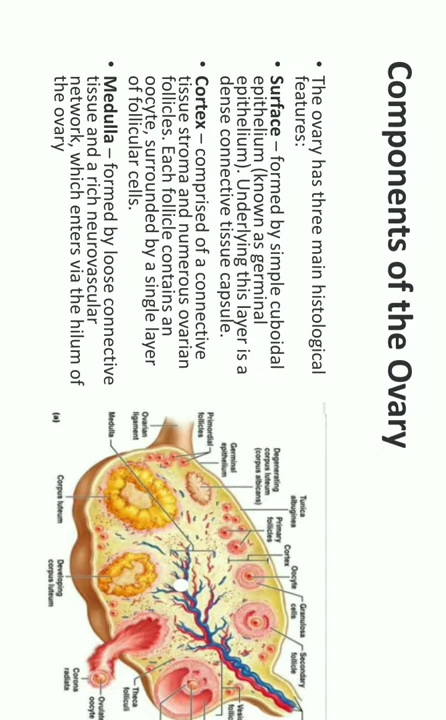 Components of the Ovary
• The ovary has three main histological
features:
• Surface – formed by simple cuboidal
epithelium (known as germinal
epithelium). Underlying this layer is a
dense connective tissue capsule.
• Cortex – comprised of a connective
tissue stroma and numerous ovarian
follicles. Each follicle contains an
oocyte, surrounded by a single layer
of follicular cells.
• Medulla – formed by loose connective
tissue and a rich neurovascular
network, which enters via the hilum of
the ovary
Tunica
albuginea
Cortex
Oocyte
Granulosa
cells
Secondary
follicle
Degenerating
corpus luteum
(corpus albicans)
Primary
follicles
Germinal
epithelium
Primordial
follicles
Ovarian
ligament
Medulla
Corpus luteum
Developing
corpus luteum
Theca
folliculi
Corona
radiata
(a)